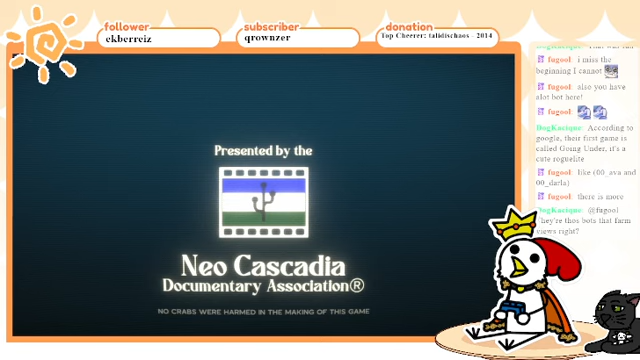 follower
ekberreiz
subscriber
qrownzer
donation
Top Cheerer: talidischaos - 2014
Presented by the
Neo Cascadia
Documentary Association®
NO CRABS WERE HARMED IN THE MAKING OF THIS GAME
fugool: i miss the
beginning I cannot
fugool: also you have
alot bot here!
fugool:
DogKarique: According to
google, their first game is
called Going Under, it's a
cute roguelite
fugool: like (00_ava and
00_darla)
fugool: there is more
DogKarique: @fugool
They're thos bots that farm
views right?